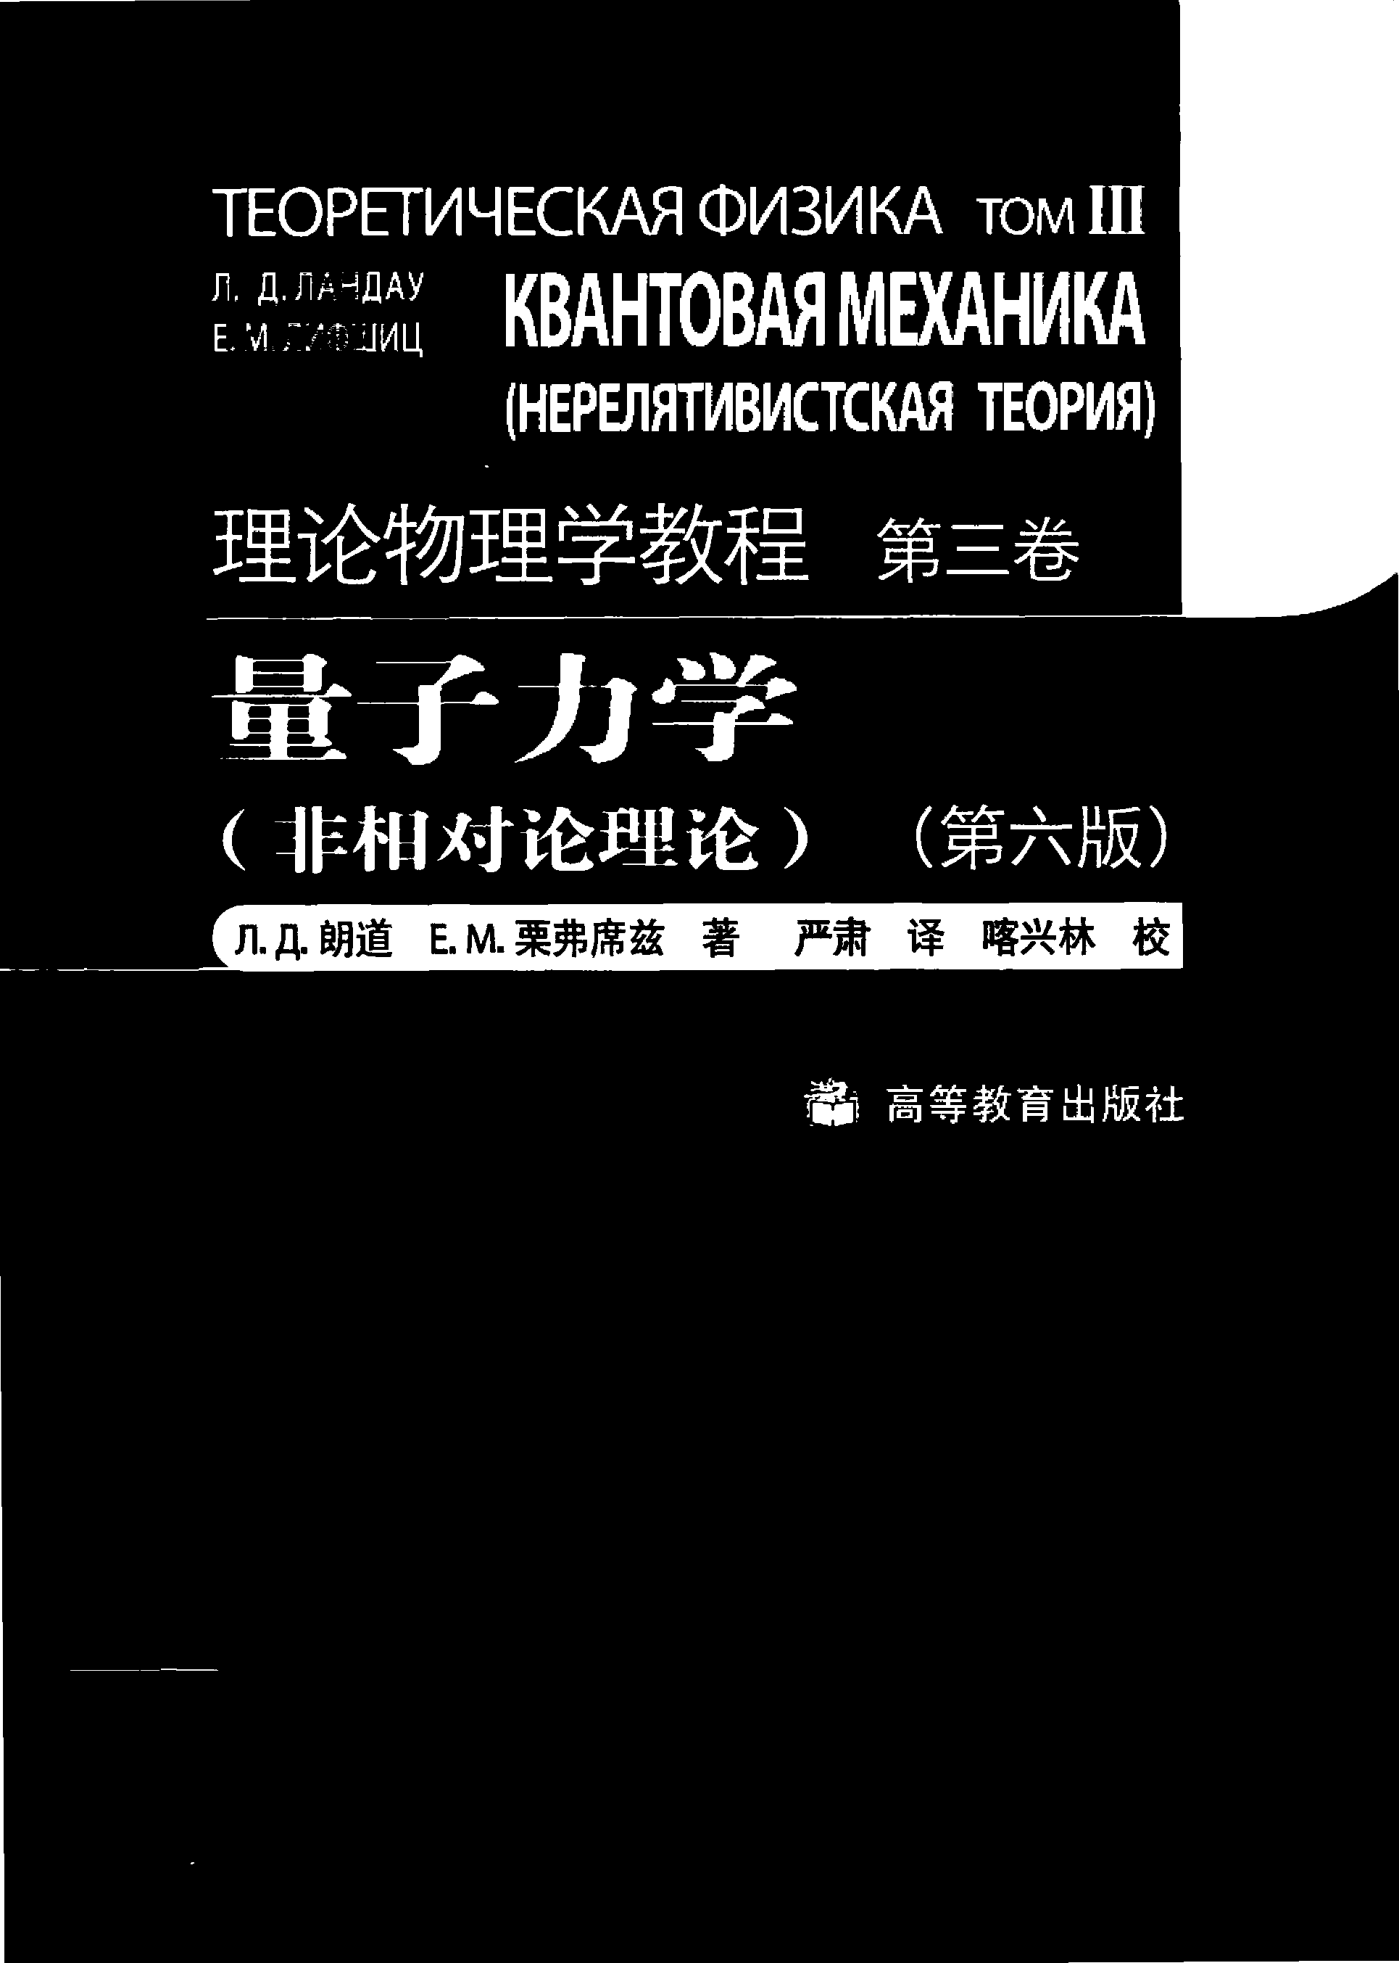 ТЕОРЕТИЧЕСКАЯ ФИЗИКА ТОМ III
Л. Д. ЛАНДАУ
Е. М. ЛИФШИЦ
КВАНТОВАЯ МЕХАНИКА
(НЕРЕЛЯТИВИСТСКАЯ ТЕОРИЯ)
理论物理学教程 第三卷
量子力学
(非相对论理论) (第六版)
Л. Д. 朗道 Е. М. 栗弗席兹 著 严肃 译 喀兴林 校
高等教育出版社